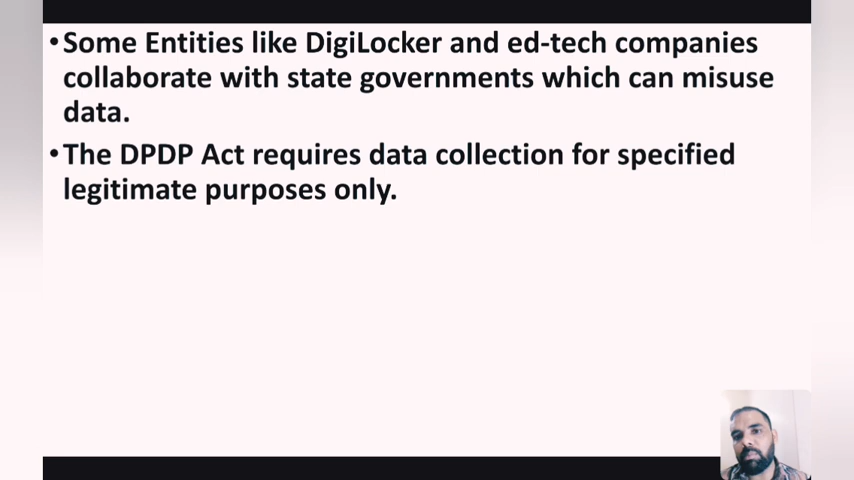 •Some Entities like DigiLocker and ed-tech companies
collaborate with state governments which can misuse
data.
•The DPDP Act requires data collection for specified
legitimate purposes only.